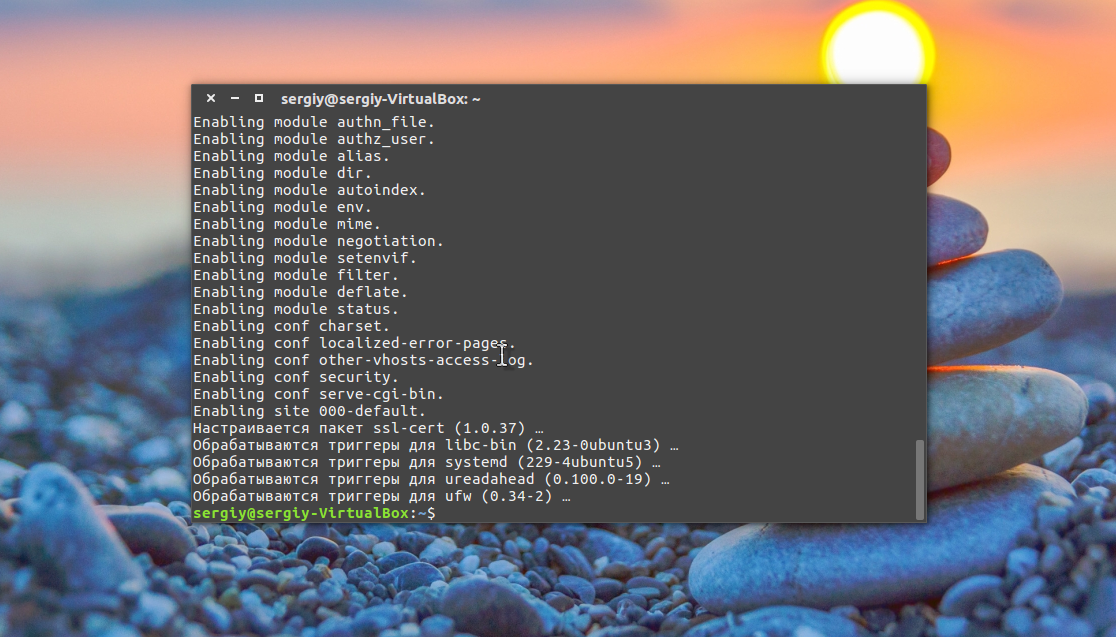 sergiy@sergiy-VirtualBox: ~
Enabling module authn_file.
Enabling module authz_user.
Enabling module alias.
Enabling module dir.
Enabling module autoindex.
Enabling module env.
Enabling module mime.
Enabling module negotiation.
Enabling module setenvif.
Enabling module filter.
Enabling module deflate.
Enabling module status.
Enabling conf charset.
Enabling conf localized-error-pages.
Enabling conf other-vhosts-access-log.
Enabling conf security.
Enabling conf serve-cgi-bin.
Enabling site 000-default.
Настраивается пакет ssl-cert (1.0.37) …
Обрабатываются триггеры для libc-bin (2.23-0ubuntu3) …
Обрабатываются триггеры для systemd (229-4ubuntu5) …
Обрабатываются триггеры для ureadahead (0.100.0-19) …
Обрабатываются триггеры для ufw (0.34-2) …
sergiy@sergiy-VirtualBox:~$